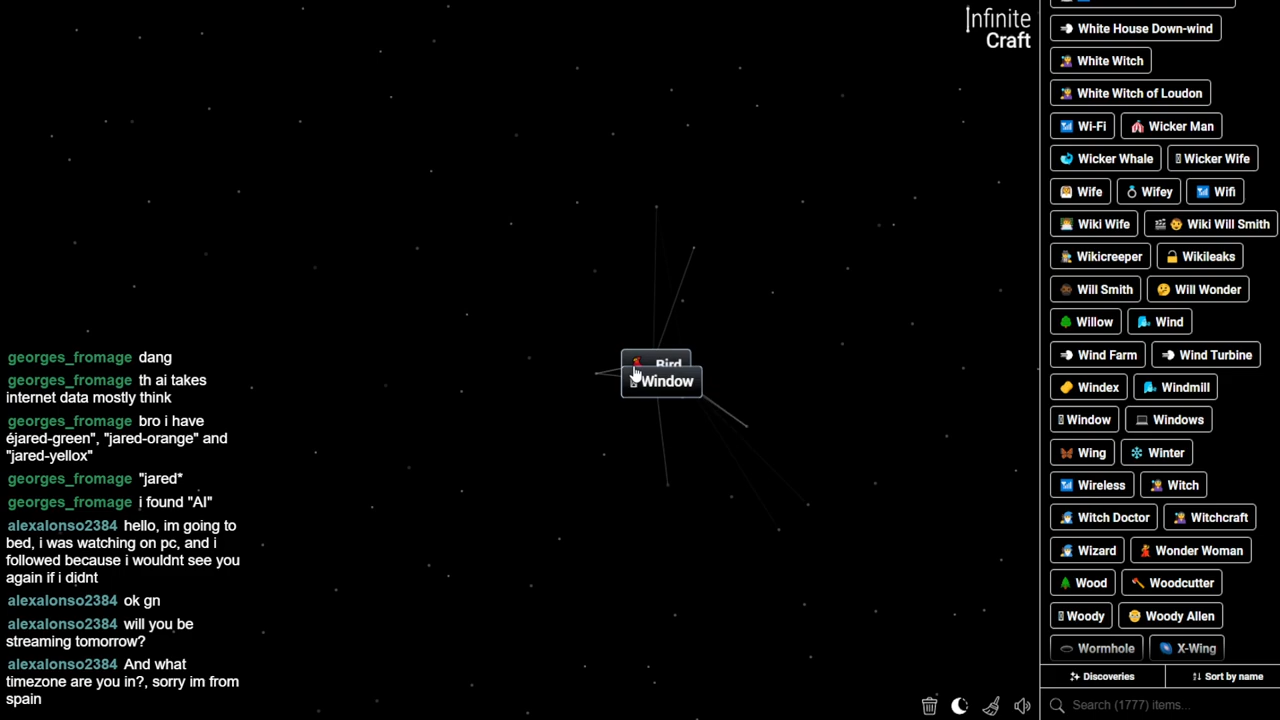 Infinite
Craft
georges_fromage dang
georges_fromage th ai takes
internet data mostly think
georges_fromage bro i have
éjared-green", "jared-orange" and
"jared-yellox"
georges_fromage "jared*
georges_fromage i found "AI"
alexalonso2384 hello, im going to
bed, i was watching on pc, and i
followed because i wouldnt see you
again if i didnt
alexalonso2384 ok gn
alexalonso2384 will you be
streaming tomorrow?
alexalonso2384 And what
timezone are you in?, sorry im from
spain
Bird
Window
White House Down-wind
White Witch
White Witch of Loudon
Wi-Fi Wicker Man
Wicker Whale Wicker Wife
Wife Wifey Wifi
Wiki Wife Wiki Will Smith
Wikicreeper Wikileaks
Will Smith Will Wonder
Willow Wind
Wind Farm Wind Turbine
Windex Windmill
Window Windows
Wing Winter
Wireless Witch
Witch Doctor Witchcraft
Wizard Wonder Woman
Wood Woodcutter
Woody Woody Allen
Wormhole X-Wing
Discoveries Sort by name
Search (1777) items...